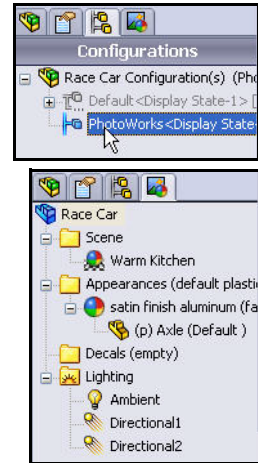 Configurations
Race Car Configuration(s) (Pho
Default<Display State-1> [
PhotoWorks<Display State-
Race Car
Scene
Warm Kitchen
Appearances (default plasti
satin finish aluminum (fa
(p) Axle (Default )
Decals (empty)
Lighting
Ambient
Directional1
Directional2